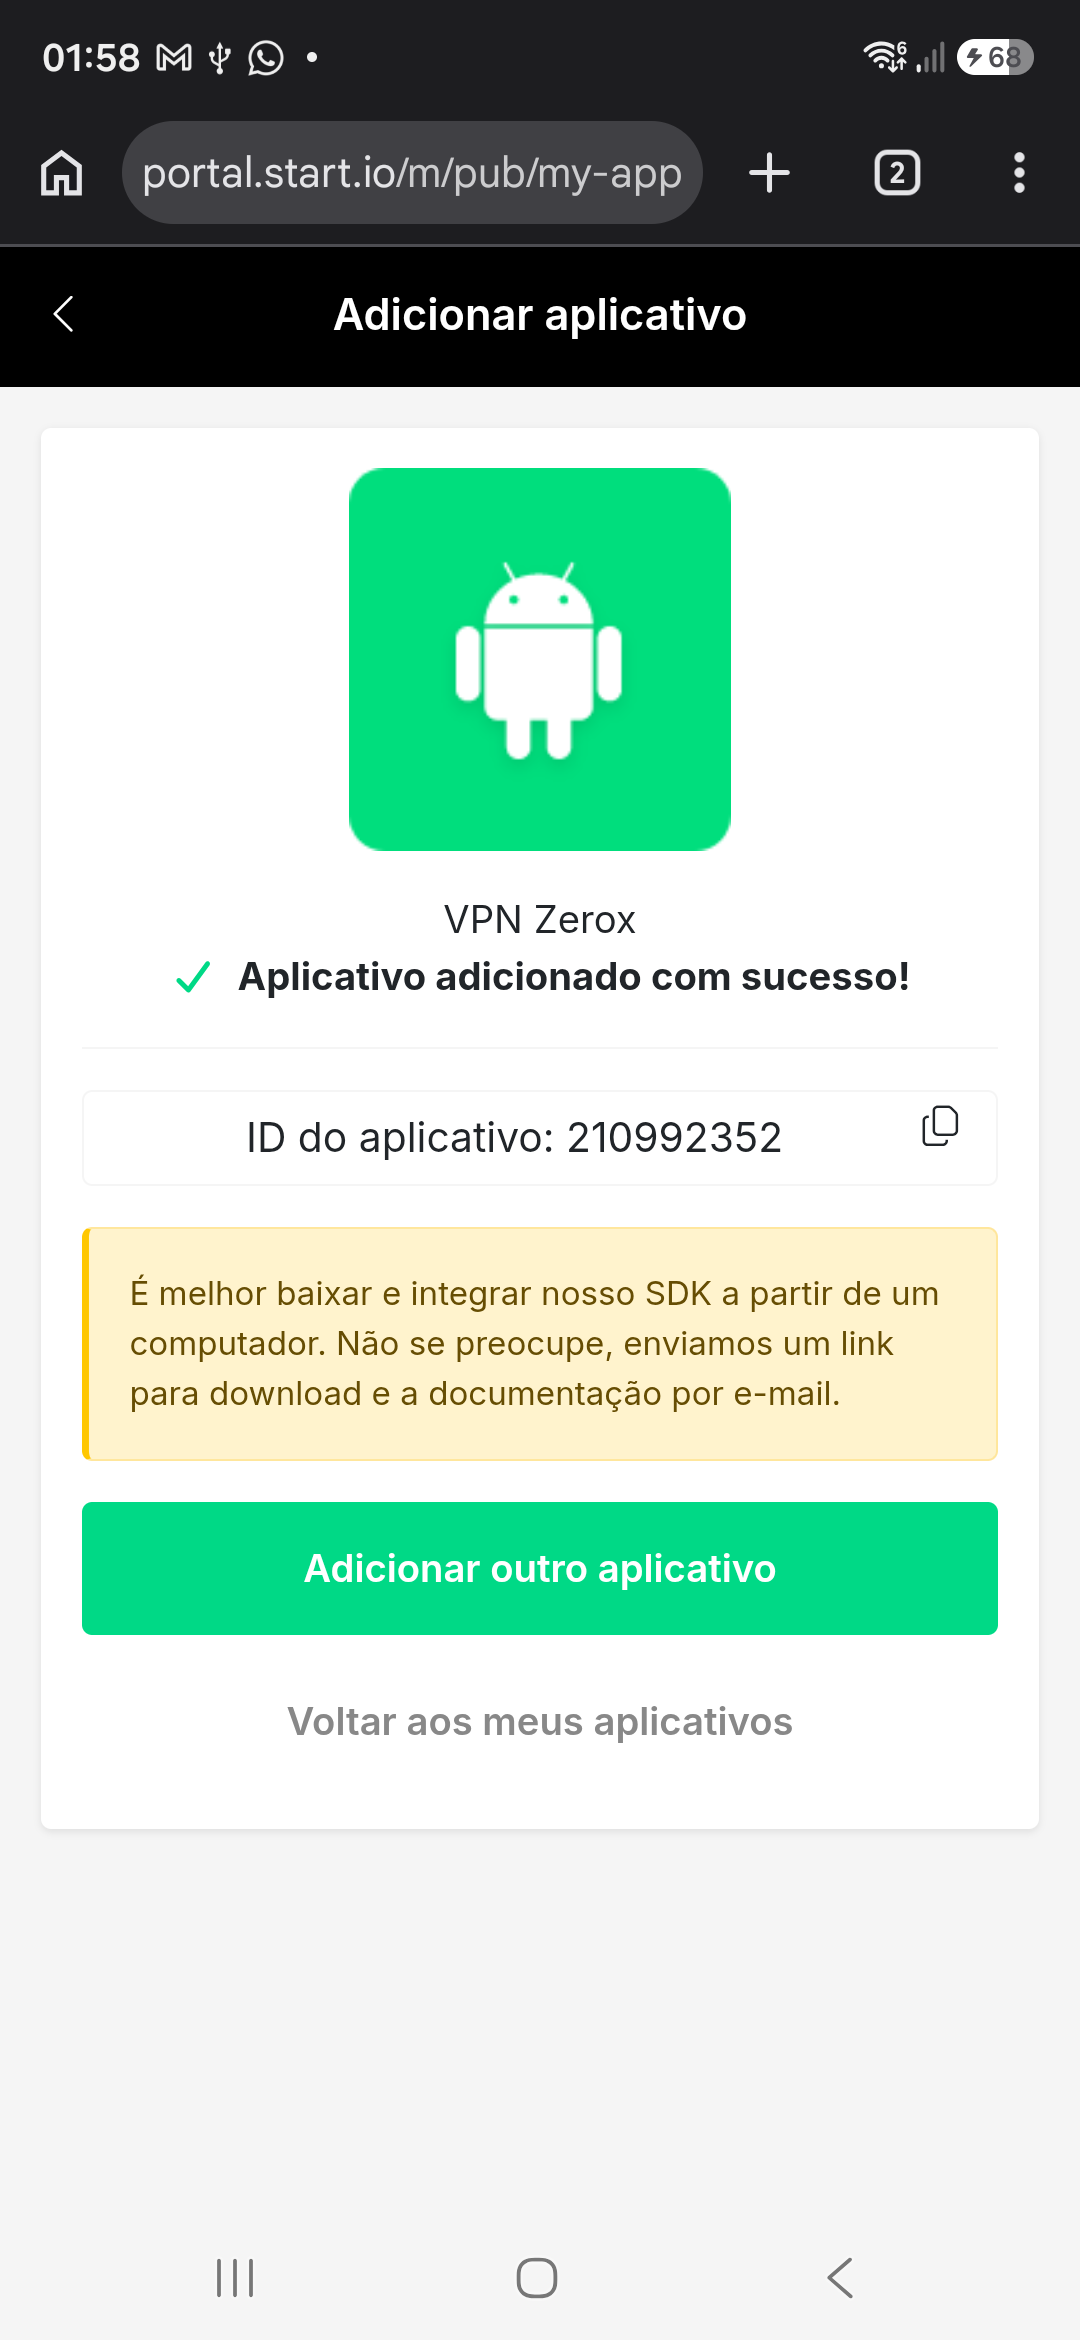 01:58
6
68
portal.start.io/m/pub/my-app
2
Adicionar aplicativo
VPN Zerox
Aplicativo adicionado com sucesso!
ID do aplicativo: 210992352
É melhor baixar e integrar nosso SDK a partir de um
computador. Não se preocupe, enviamos um link
para download e a documentação por e-mail.
Adicionar outro aplicativo
Voltar aos meus aplicativos